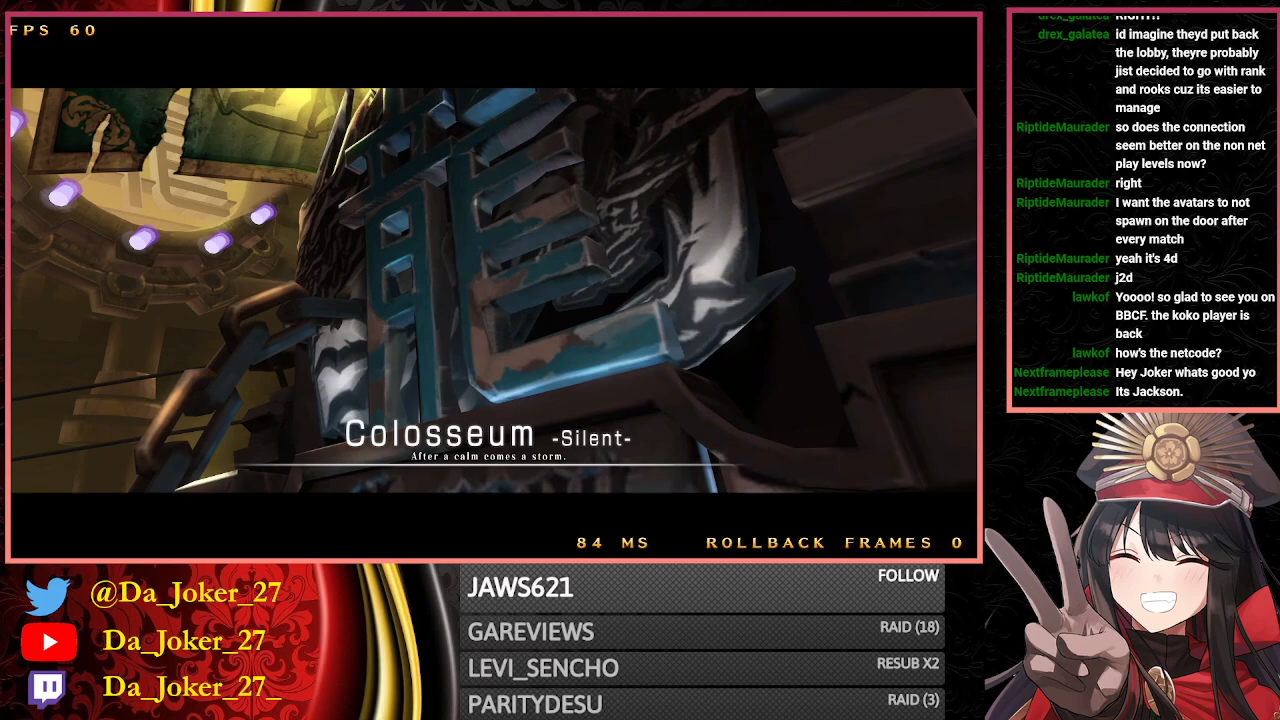 FPS 60
龍
Colosseum -Silent-
After a calm comes a storm.
84 MS ROLLBACK FRAMES 0
drex_galatea RIGHT!!
drex_galatea id imagine theyd put back
the lobby, theyre probably
jist decided to go with rank
and rooks cuz its easier to
manage
RiptideMaurader so does the connection
seem better on the non net
play levels now?
RiptideMaurader right
RiptideMaurader I want the avatars to not
spawn on the door after
every match
RiptideMaurader yeah it's 4d
RiptideMaurader j2d
lawkof Yoooo! so glad to see you on
BBCF. the koko player is
back
lawkof how's the netcode?
Nextframeplease Hey Joker whats good yo
Nextframeplease Its Jackson.
@Da_Joker_27
Da_Joker_27
Da_Joker_27_
JAWS621 FOLLOW
GAREVIEWS RAID (18)
LEVI_SENCHO RESUB X2
PARITYDESU RAID (3)